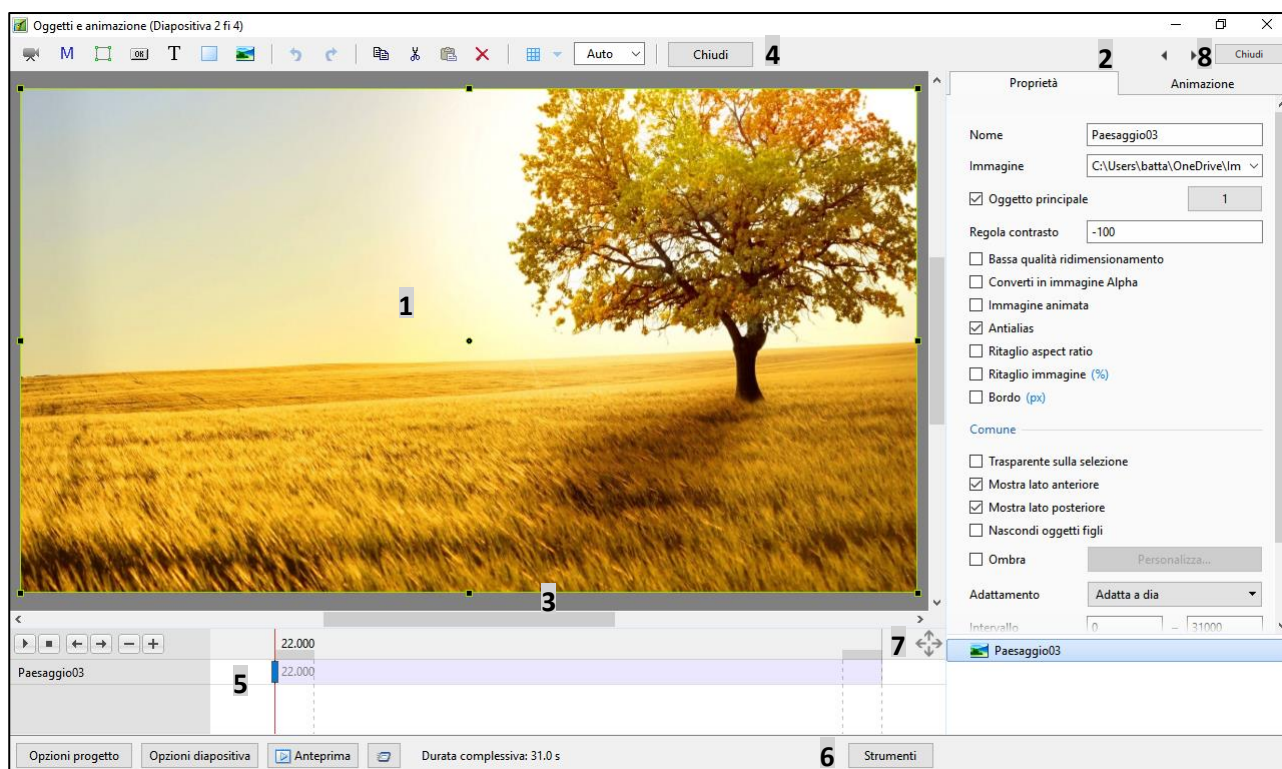 Oggetti e animazione (Diapositiva 2 fi 4)
M OK T Auto Chiudi 4 2 8 Chiudi
Proprietà Animazione
Nome Paesaggio03
Immagine C:\Users\batta\OneDrive\Im
Oggetto principale 1
Regola contrasto -100
Bassa qualità ridimensionamento
Converti in immagine Alpha
1
Immagine animata
Antialias
Ritaglio aspect ratio
Ritaglio immagine (%)
Bordo (px)
Comune
Trasparente sulla selezione
Mostra lato anteriore
Mostra lato posteriore
Nascondi oggetti figli
Ombra Personalizza...
3
Adattamento Adatta a dia
Intervallo 0 – 31000
22.000 7
Paesaggio03
Paesaggio03 5 22.000
Opzioni progetto Opzioni diapositiva Anteprima Durata complessiva: 31.0 s 6 Strumenti